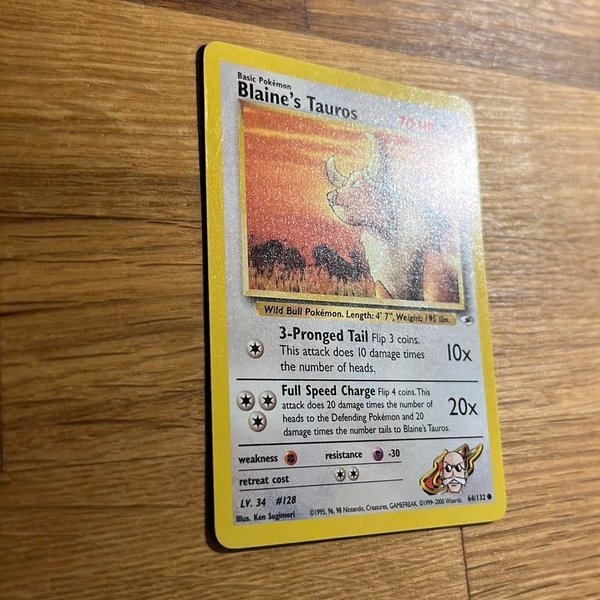 Basic Pokémon
Blaine's Tauros 70 HP
Wild Bull Pokémon. Length: 4' 7", Weight: 195 lbs.
3-Pronged Tail Flip 3 coins.
This attack does 10 damage times
the number of heads.
10x
Full Speed Charge Flip 4 coins. This
attack does 20 damage times the number of
heads to the Defending Pokémon and 20
damage times the number tails to Blaine's Tauros.
20x
weakness resistance -30
retreat cost
LV. 34 #128
64/132
Illus. Ken Sugimori ©1995, 96, 98 Nintendo, Creatures, GAMEFREAK. ©1999-2000 Wizards.